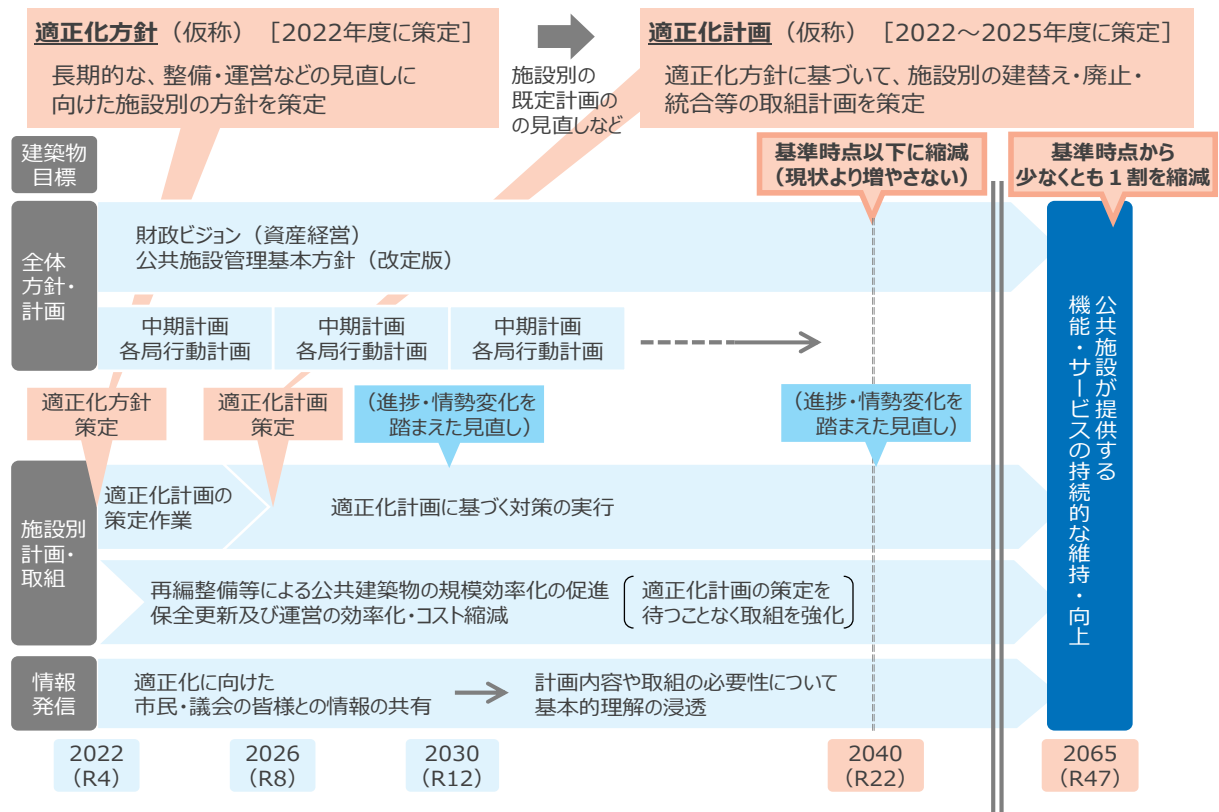 適正化方針（仮称） ［2022年度に策定］
長期的な、整備・運営などの見直しに
向けた施設別の方針を策定
施設別の
既定計画の
の見直しなど
適正化計画（仮称） ［2022～2025年度に策定］
適正化方針に基づいて、施設別の建替え・廃止・
統合等の取組計画を策定
建築物
目標
基準時点以下に縮減
（現状より増やさない）
基準時点から
少なくとも１割を縮減
全体
方針・
計画
財政ビジョン（資産経営）
公共施設管理基本方針（改定版）
中期計画
各局行動計画
中期計画
各局行動計画
中期計画
各局行動計画
適正化方針
策定
適正化計画
策定
（進捗・情勢変化を
踏まえた見直し）
（進捗・情勢変化を
踏まえた見直し）
施設別
計画・
取組
適正化計画の
策定作業
適正化計画に基づく対策の実行
再編整備等による公共建築物の規模効率化の促進
保全更新及び運営の効率化・コスト縮減
適正化計画の策定を
待つことなく取組を強化
公共施設が提供する
機能・サービスの持続的な維持・向上
情報
発信
適正化に向けた
市民・議会の皆様との情報の共有
計画内容や取組の必要性について
基本的理解の浸透
2022
(R4)
2026
(R8)
2030
(R12)
2040
(R22)
2065
(R47)